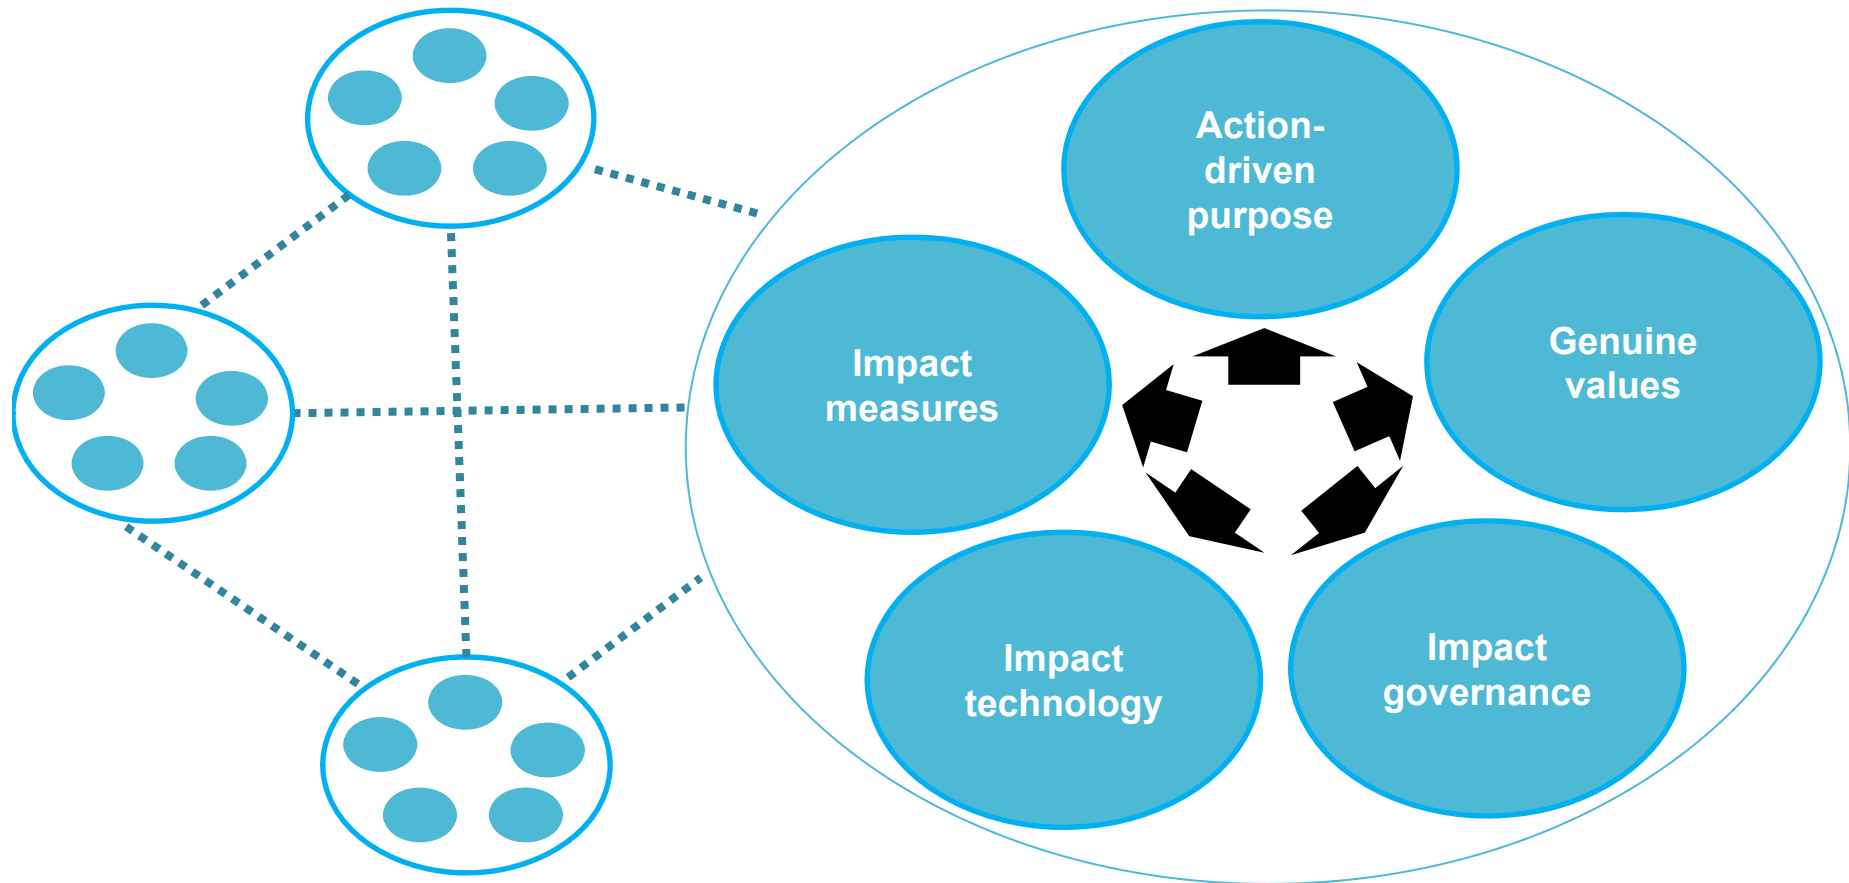 Action-
driven
purpose
Genuine
values
Impact
measures
Impact
technology
Impact
governance